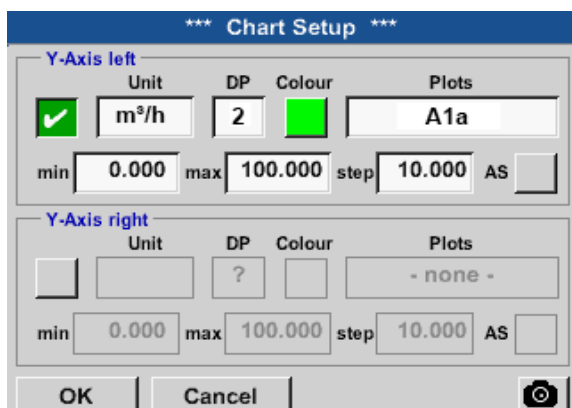 *** Chart Setup ***
Y-Axis left
Unit DP Colour Plots
m³/h 2 A1a
min 0.000 max 100.000 step 10.000 AS
Y-Axis right
Unit DP Colour Plots
? - none -
min 0.000 max 100.000 step 10.000 AS
OK Cancel